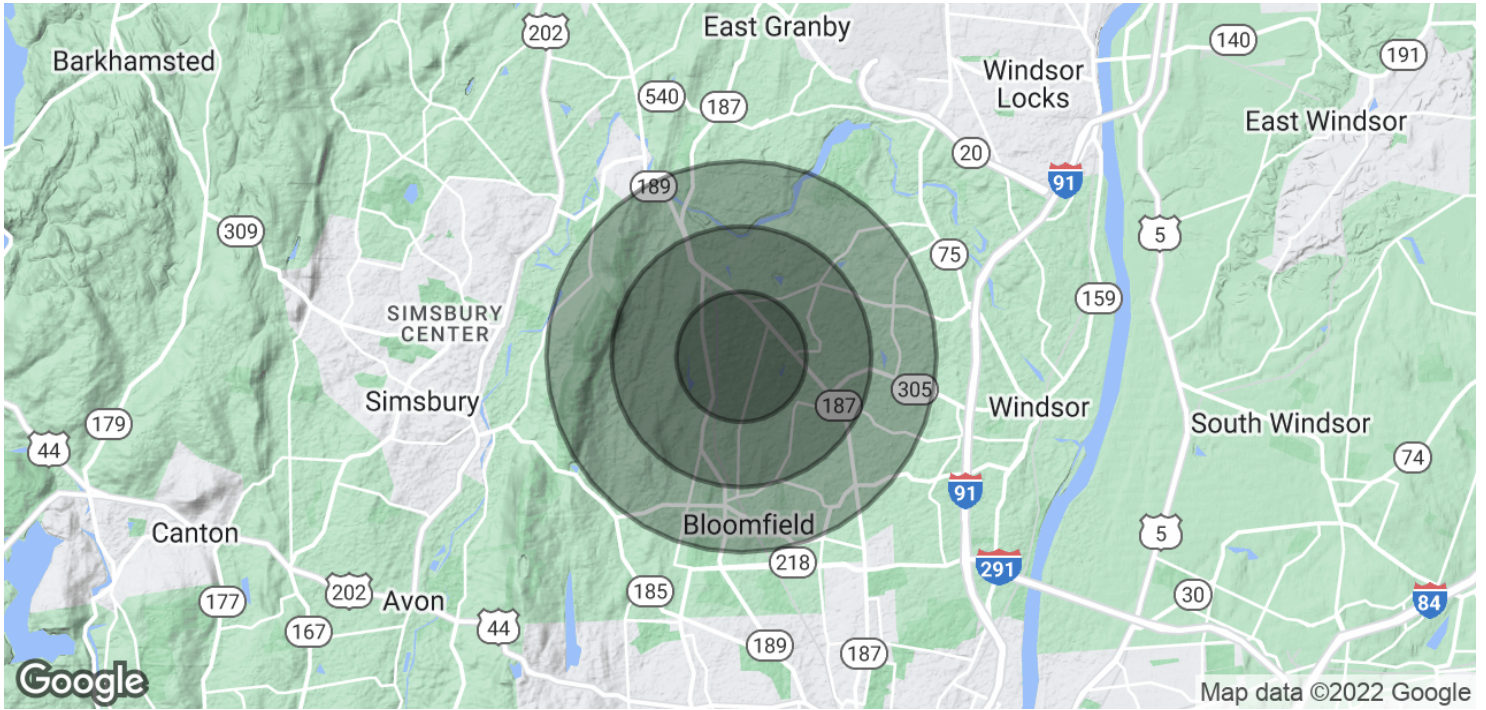 202
East Granby
140
191
Barkhamsted
Windsor
Locks
540
187
East Windsor
20
91
189
309
5
75
159
SIMSBURY
CENTER
305
Simsbury
187
Windsor
179
South Windsor
44
74
91
Bloomfield
Canton
5
218
291
202
185
30
177
Avon
84
44
167
189
187
Google
Map data ©2022 Google